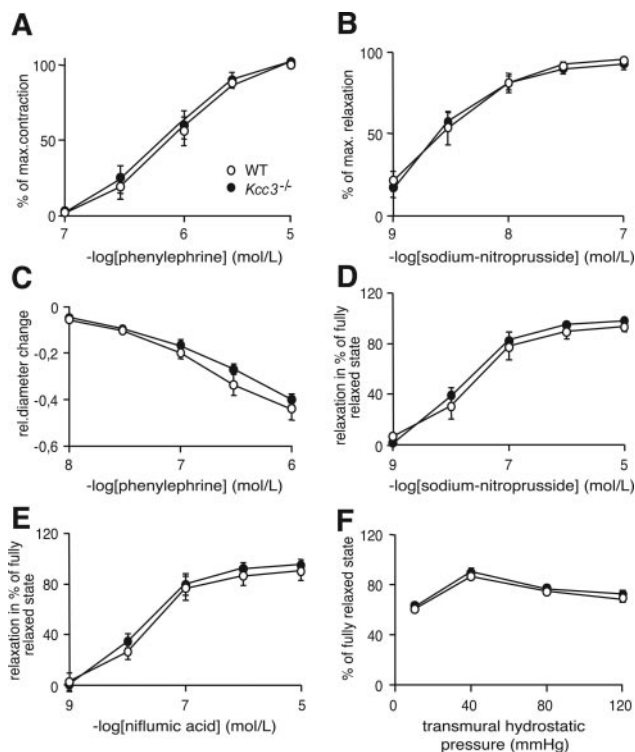 A
% of max.contraction
100
50
0
7
6
5
-log[phenylephrine] (mol/L)
WT
Kcc3-/-
B
% of max. relaxation
100
50
0
9
8
7
-log[sodium-nitroprusside] (mol/L)
C
rel.diameter change
0
-0,2
-0,4
-0,6
8
7
6
-log[phenylephrine] (mol/L)
D
relaxation in % of fully
relaxed state
120
80
40
0
9
7
5
-log[sodium-nitroprusside] (mol/L)
E
relaxation in % of fully
relaxed state
120
80
40
0
9
7
5
-log[niflumic acid] (mol/L)
F
% of fully relaxed state
120
80
40
0
0
40
80
120
transmural hydrostatic
pressure (mmHg)